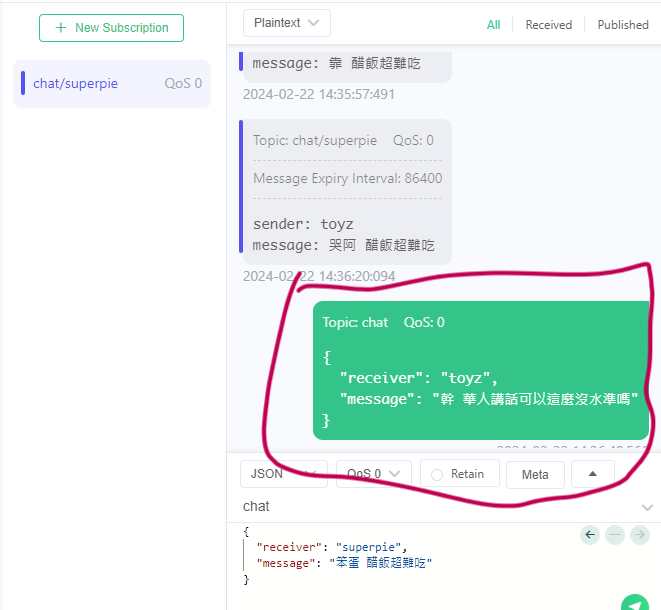 + New Subscription
chat/superpie QoS 0
Plaintext
All Received Published
message: 靠 醋飯超難吃
2024-02-22 14:35:57:491
Topic: chat/superpie QoS: 0
Message Expiry Interval: 86400
sender: toyz
message: 哭阿 醋飯超難吃
2024-02-22 14:36:20:094
Topic: chat QoS: 0
{
"receiver": "toyz",
"message": "幹 華人講話可以這麼沒水準嗎"
}
JSON QoS 0 Retain Meta
chat
{
"receiver": "superpie",
"message": "笨蛋 醋飯超難吃"
}